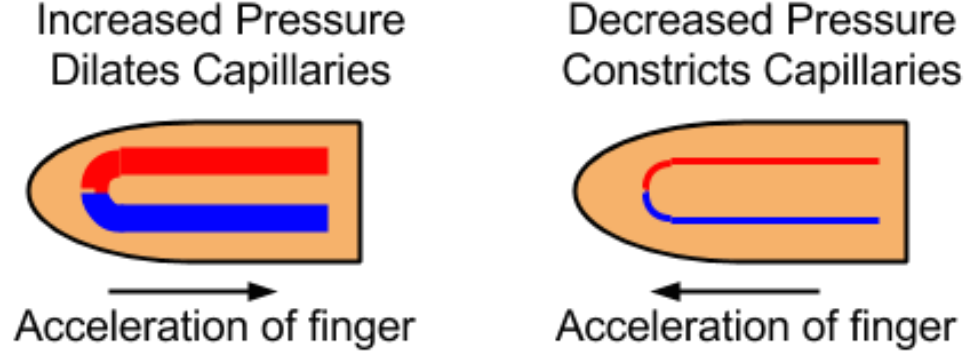 Increased Pressure
Dilates Capillaries
Acceleration of finger
Decreased Pressure
Constricts Capillaries
Acceleration of finger